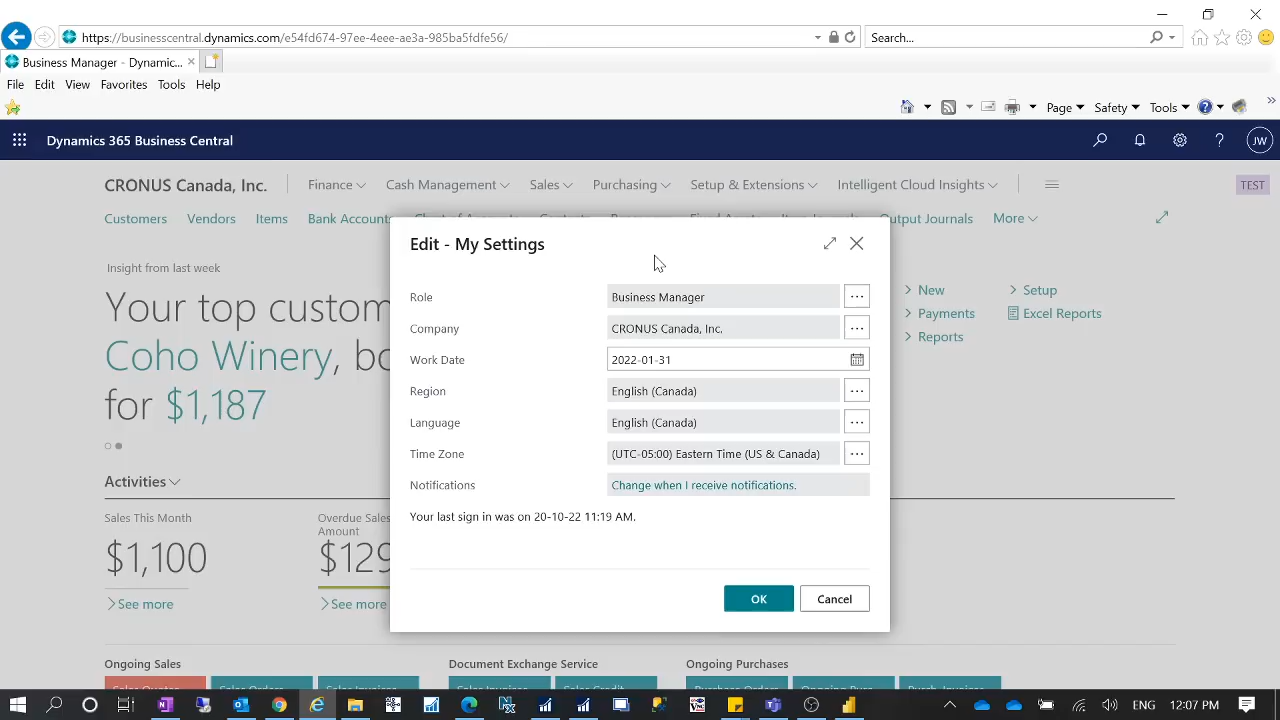 https://businesscentral.dynamics.com/e54fd674-97ee-4eee-ae3a-985ba5fdfe56/
Search...
Business Manager - Dynamic...
File Edit View Favorites Tools Help
Page Safety Tools
Dynamics 365 Business Central
JW
CRONUS Canada, Inc. Finance Cash Management Sales Purchasing Setup & Extensions Intelligent Cloud Insights TEST
Customers Vendors Items Bank Account Output Journals More
Edit - My Settings
Insight from last week
Your top custom
Coho Winery, bo
for $1,187
New Setup
Payments Excel Reports
Reports
Role Business Manager
Company CRONUS Canada, Inc.
Work Date 2022-01-31
Region English (Canada)
Language English (Canada)
Time Zone (UTC-05:00) Eastern Time (US & Canada)
Notifications Change when I receive notifications.
Your last sign in was on 20-10-22 11:19 AM.
OK Cancel
Activities
Sales This Month
Overdue Sales
Amount
$1,100
$129
See more See more
Ongoing Sales Document Exchange Service Ongoing Purchases
ENG 12:07 PM